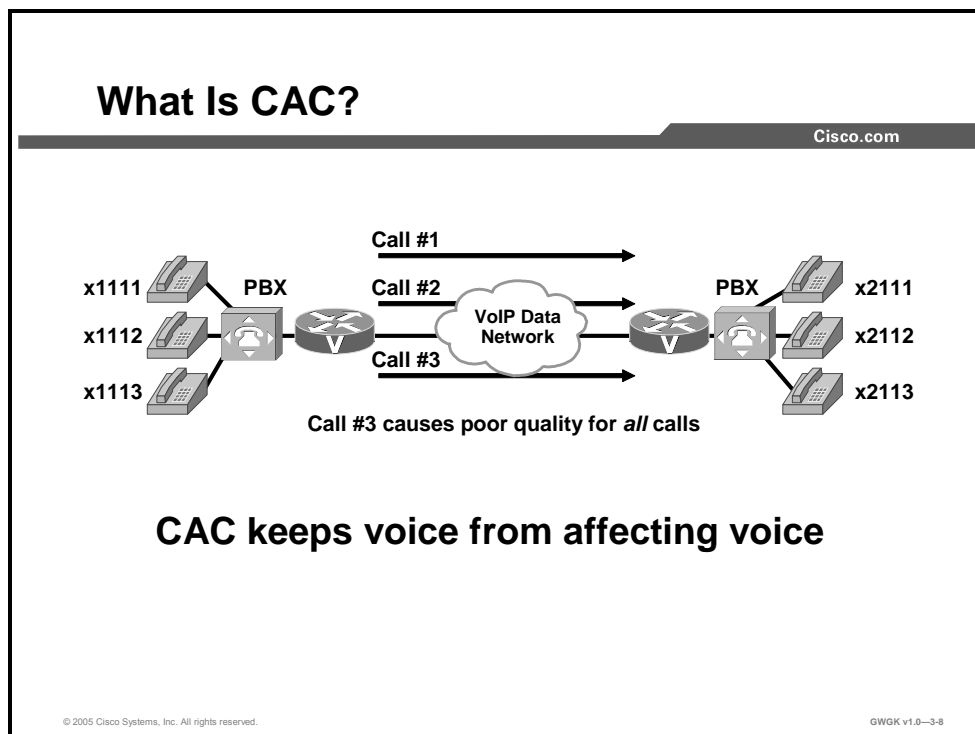 What Is CAC?
Cisco.com
Call #1
x1111
PBX
Call #2
PBX
x2111
x1112
VoIP Data
Network
x2112
V
V
x1113
Call #3
x2113
Call #3 causes poor quality for all calls
CAC keeps voice from affecting voice
© 2005 Cisco Systems, Inc. All rights reserved.
GWGK v1.0—3-8